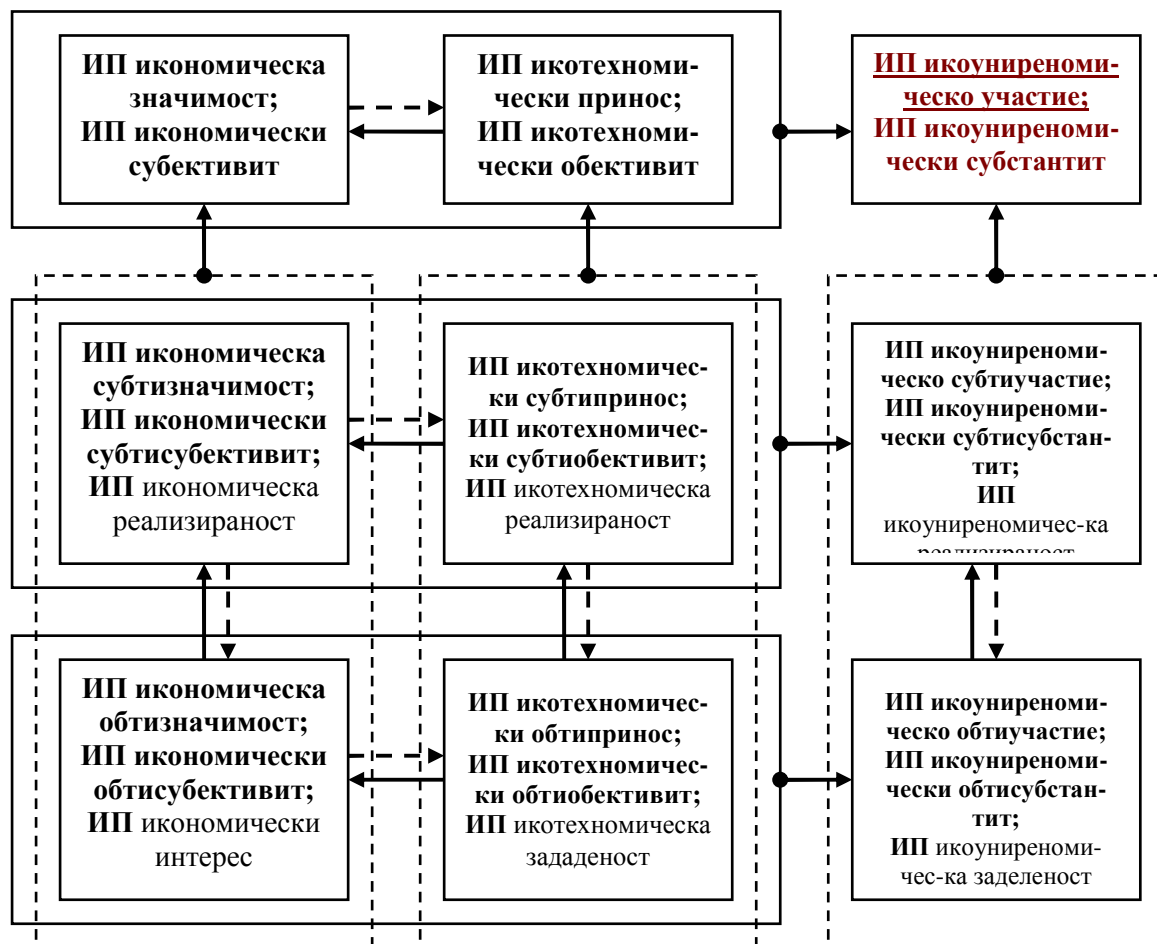 ИП икономическа
значимост;
ИП икономически
субективит
ИП икотехноми-
чески принос;
ИП икотехноми-
чески обективит
ИП икоуниреноми-
ческо участие;
ИП икоуниреноми-
чески субстантит
ИП икономическа
субтизначимост;
ИП икономически
субтисубективит;
ИП икономическа
реализираност
ИП икотехномичес-
ки субтипринос;
ИП икотехномичес-
ки субтиобективит;
ИП икотехномическа
реализираност
ИП икоуниреноми-
ческо субтиучастие;
ИП икоуниреноми-
чески субтисубстан-
тит;
ИП
икоуниреномичес-ка
реализираност
ИП икономическа
обтизначимост;
ИП икономически
обтисубективит;
ИП икономически
интерес
ИП икотехномичес-
ки обтипринос;
ИП икотехномичес-
ки обтиобективит;
ИП икотехномическа
зададеност
ИП икоуниреноми-
ческо обтиучастие;
ИП икоуниреноми-
чески обтисубстан-
тит;
ИП икоуниреноми-
чес-ка заделеност